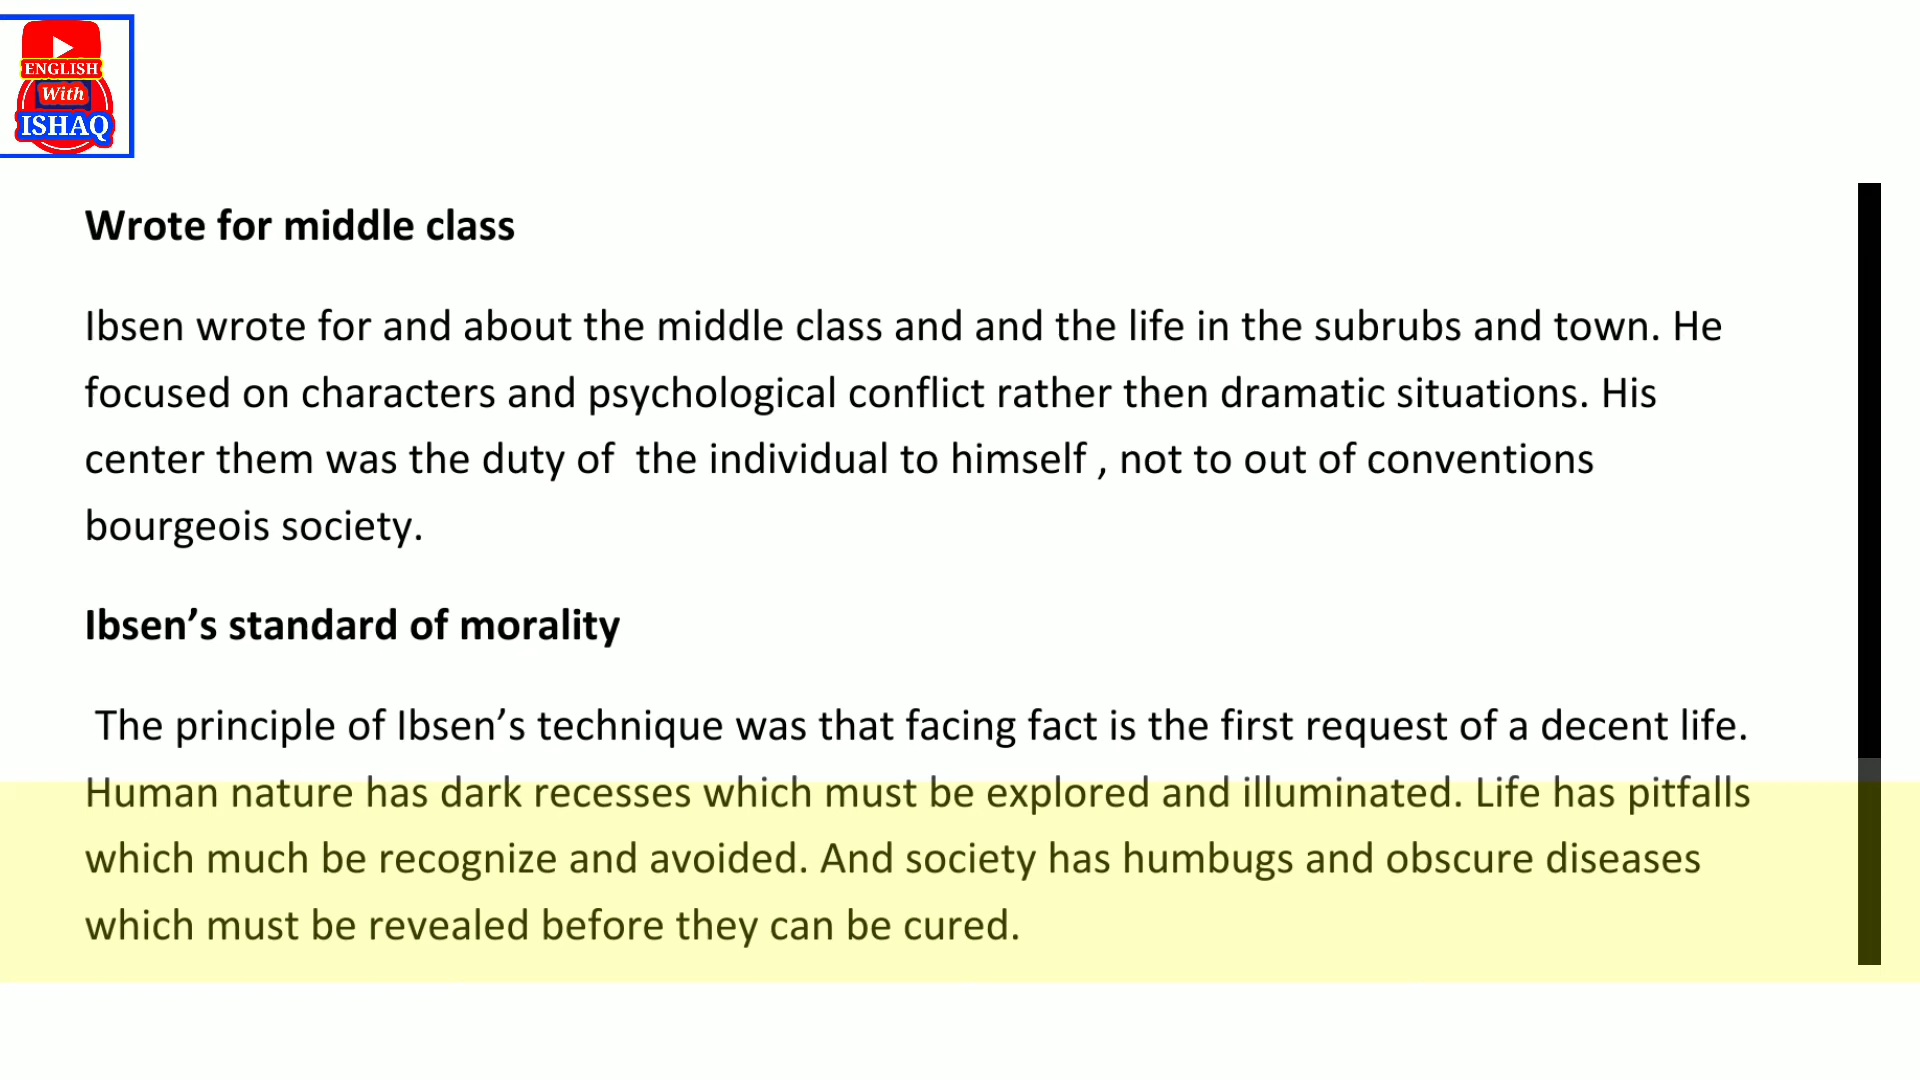 ENGLISH
With
ISHAQ
Wrote for middle class
Ibsen wrote for and about the middle class and and the life in the subrubs and town. He
focused on characters and psychological conflict rather then dramatic situations. His
center them was the duty of  the individual to himself , not to out of conventions
bourgeois society.
Ibsen’s standard of morality
The principle of Ibsen’s technique was that facing fact is the first request of a decent life.
Human nature has dark recesses which must be explored and illuminated. Life has pitfalls
which much be recognize and avoided. And society has humbugs and obscure diseases
which must be revealed before they can be cured.